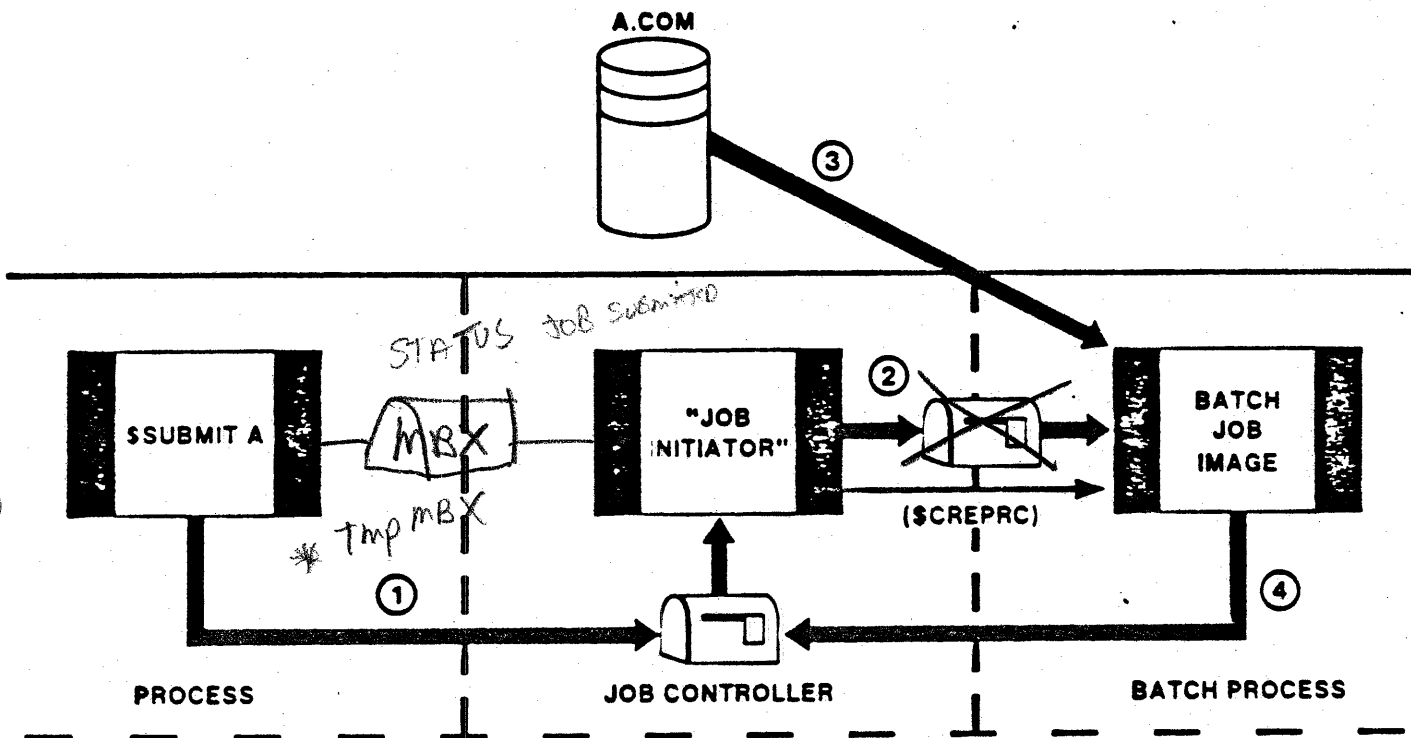 A.COM
③
STATUS JOB SUBMITTED
②
$SUBMIT A
MBX
"JOB
INITIATOR"
BATCH
JOB
IMAGE
($CREPRC)
* TMP MBX
①
④
PROCESS
JOB CONTROLLER
BATCH PROCESS